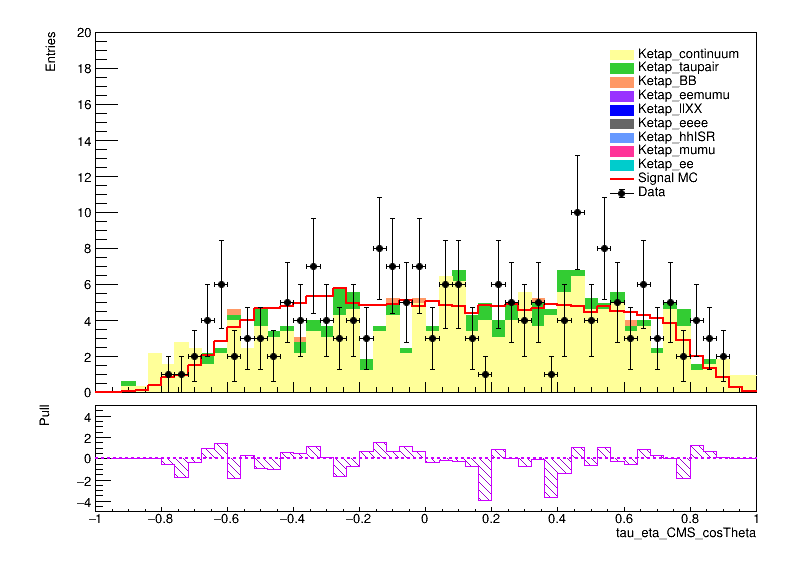 Entries
20
18
16
14
12
10
8
6
4
2
0
Ketap_continuum
Ketap_taupair
Ketap_BB
Ketap_eemumu
Ketap_llXX
Ketap_eeee
Ketap_hhISR
Ketap_mumu
Ketap_ee
Signal MC
Data
Pull
4
2
0
−2
−4
−1 −0.8 −0.6 −0.4 −0.2 0 0.2 0.4 0.6 0.8 1
tau_eta_CMS_cosTheta